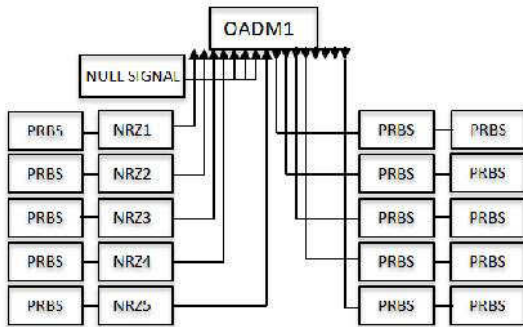 OADM1
NULL SIGNAL
PRBS NRZ1 PRBS PRBS
PRBS NRZ2 PRBS PRBS
PRBS NRZ3 PRBS PRBS
PRBS NRZ4 PRBS PRBS
PRBS NRZ5 PRBS PRBS